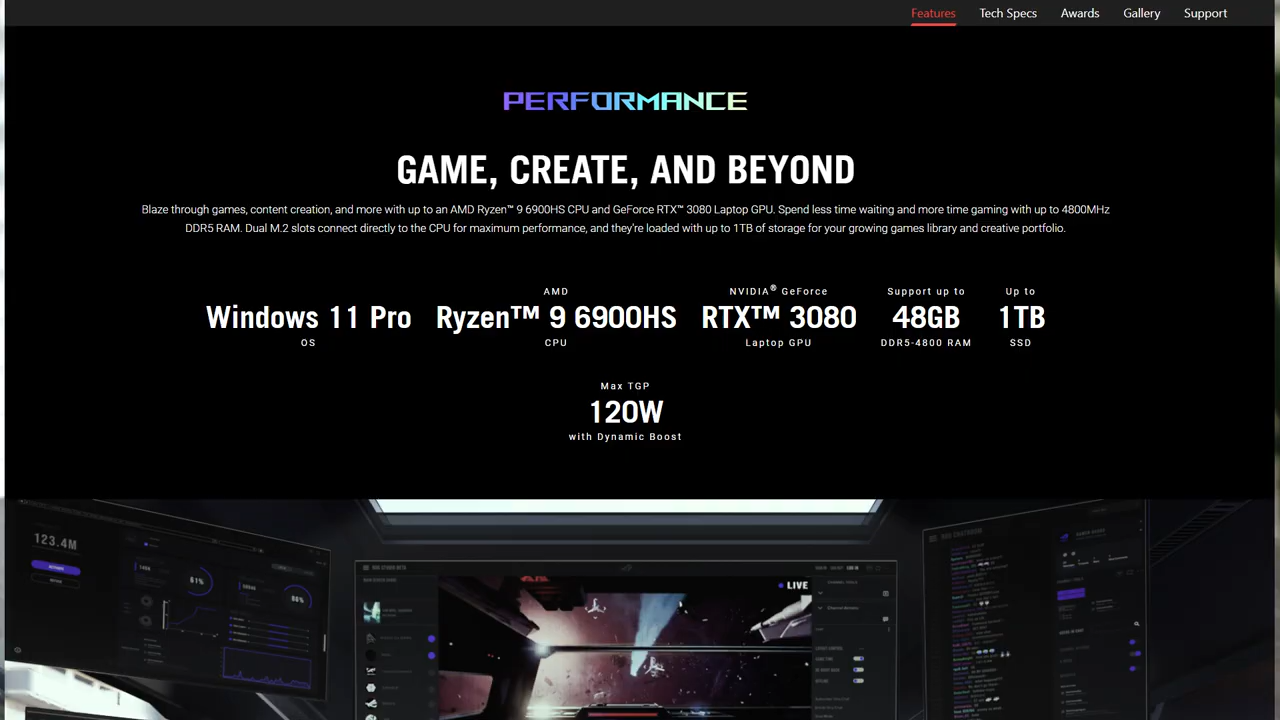 Features Tech Specs Awards Gallery Support
PERFORMANCE
GAME, CREATE, AND BEYOND
Blaze through games, content creation, and more with up to an AMD Ryzen™ 9 6900HS CPU and GeForce RTX™ 3080 Laptop GPU. Spend less time waiting and more time gaming with up to 4800MHz
DDR5 RAM. Dual M.2 slots connect directly to the CPU for maximum performance, and they're loaded with up to 1TB of storage for your growing games library and creative portfolio.
Windows 11 Pro
OS
AMD
Ryzen™ 9 6900HS
CPU
NVIDIA® GeForce
RTX™ 3080
Laptop GPU
Support up to
48GB
DDR5-4800 RAM
Up to
1TB
SSD
Max TGP
120W
with Dynamic Boost
123.4M
61%
LIVE